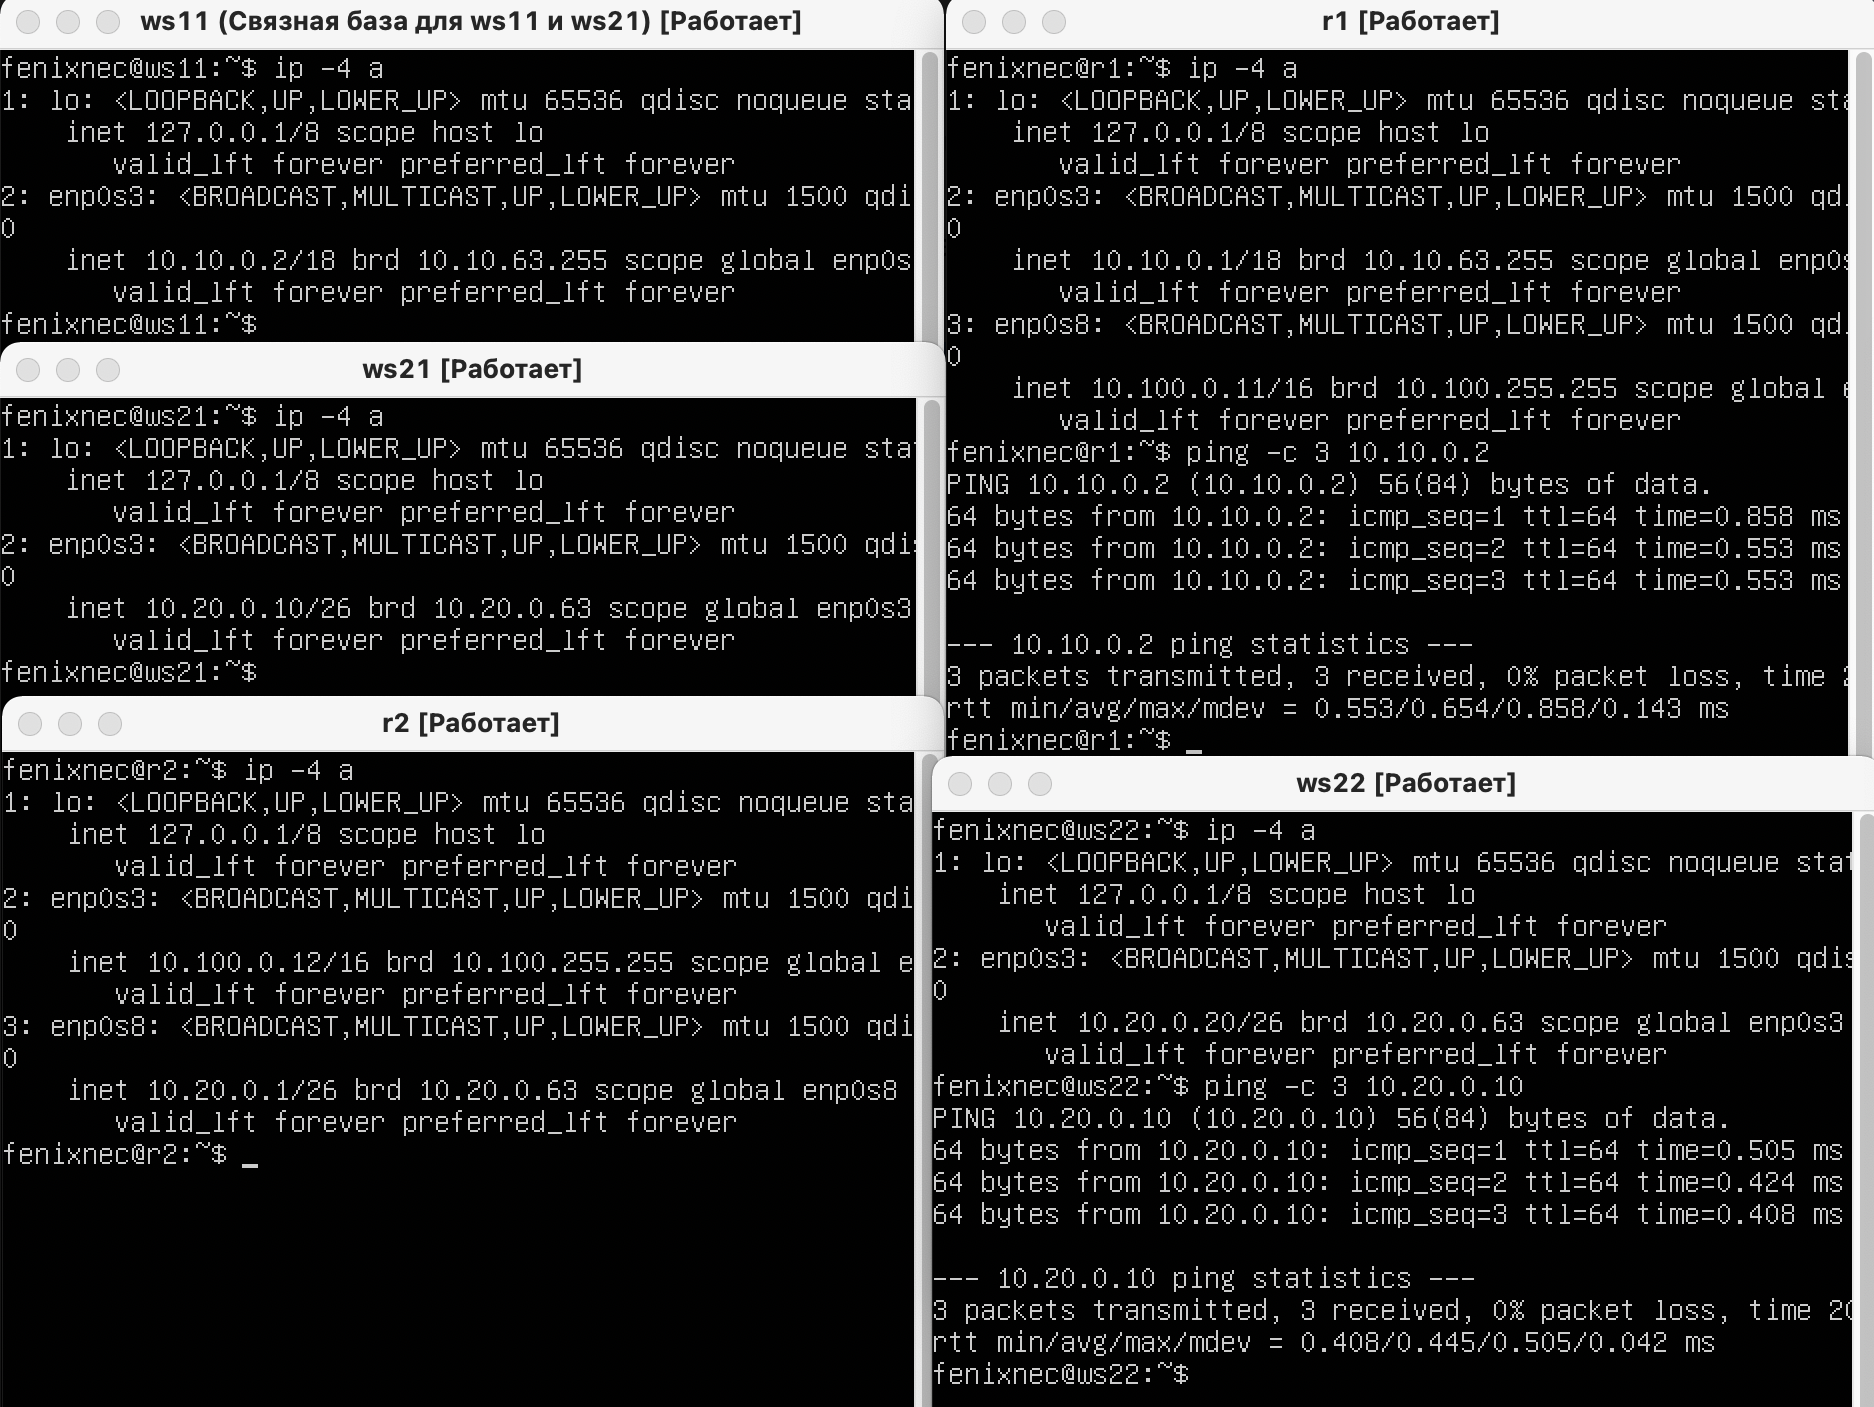 ws11 (Связная база для ws11 и ws21) [Работает]
fenixnec@ws11:~$ ip -4 a
1: lo: <LOOPBACK,UP,LOWER_UP> mtu 65536 qdisc noqueue sta
inet 127.0.0.1/8 scope host lo
valid_lft forever preferred_lft forever
2: enp0s3: <BROADCAST,MULTICAST,UP,LOWER_UP> mtu 1500 qdi
0
inet 10.10.0.2/18 brd 10.10.63.255 scope global enp0s
valid_lft forever preferred_lft forever
fenixnec@ws11:~$
ws21 [Работает]
fenixnec@ws21:~$ ip -4 a
1: lo: <LOOPBACK,UP,LOWER_UP> mtu 65536 qdisc noqueue sta
inet 127.0.0.1/8 scope host lo
valid_lft forever preferred_lft forever
2: enp0s3: <BROADCAST,MULTICAST,UP,LOWER_UP> mtu 1500 qdi
0
inet 10.20.0.10/26 brd 10.20.0.63 scope global enp0s3
valid_lft forever preferred_lft forever
fenixnec@ws21:~$
r2 [Работает]
fenixnec@r2:~$ ip -4 a
1: lo: <LOOPBACK,UP,LOWER_UP> mtu 65536 qdisc noqueue sta
inet 127.0.0.1/8 scope host lo
valid_lft forever preferred_lft forever
2: enp0s3: <BROADCAST,MULTICAST,UP,LOWER_UP> mtu 1500 qdi
0
inet 10.100.0.12/16 brd 10.100.255.255 scope global e
valid_lft forever preferred_lft forever
3: enp0s8: <BROADCAST,MULTICAST,UP,LOWER_UP> mtu 1500 qdi
0
inet 10.20.0.1/26 brd 10.20.0.63 scope global enp0s8
valid_lft forever preferred_lft forever
fenixnec@r2:~$ _
r1 [Работает]
fenixnec@r1:~$ ip -4 a
1: lo: <LOOPBACK,UP,LOWER_UP> mtu 65536 qdisc noqueue sta
inet 127.0.0.1/8 scope host lo
valid_lft forever preferred_lft forever
2: enp0s3: <BROADCAST,MULTICAST,UP,LOWER_UP> mtu 1500 qd
0
inet 10.10.0.1/18 brd 10.10.63.255 scope global enp0s
valid_lft forever preferred_lft forever
3: enp0s8: <BROADCAST,MULTICAST,UP,LOWER_UP> mtu 1500 qd
0
inet 10.100.0.11/16 brd 10.100.255.255 scope global e
valid_lft forever preferred_lft forever
fenixnec@r1:~$ ping -c 3 10.10.0.2
PING 10.10.0.2 (10.10.0.2) 56(84) bytes of data.
64 bytes from 10.10.0.2: icmp_seq=1 ttl=64 time=0.858 ms
64 bytes from 10.10.0.2: icmp_seq=2 ttl=64 time=0.553 ms
64 bytes from 10.10.0.2: icmp_seq=3 ttl=64 time=0.553 ms
--- 10.10.0.2 ping statistics ---
3 packets transmitted, 3 received, 0% packet loss, time 2
rtt min/avg/max/mdev = 0.553/0.654/0.858/0.143 ms
fenixnec@r1:~$ _
ws22 [Работает]
fenixnec@ws22:~$ ip -4 a
1: lo: <LOOPBACK,UP,LOWER_UP> mtu 65536 qdisc noqueue stat
inet 127.0.0.1/8 scope host lo
valid_lft forever preferred_lft forever
2: enp0s3: <BROADCAST,MULTICAST,UP,LOWER_UP> mtu 1500 qdis
0
inet 10.20.0.20/26 brd 10.20.0.63 scope global enp0s3
valid_lft forever preferred_lft forever
fenixnec@ws22:~$ ping -c 3 10.20.0.10
PING 10.20.0.10 (10.20.0.10) 56(84) bytes of data.
64 bytes from 10.20.0.10: icmp_seq=1 ttl=64 time=0.505 ms
64 bytes from 10.20.0.10: icmp_seq=2 ttl=64 time=0.424 ms
64 bytes from 10.20.0.10: icmp_seq=3 ttl=64 time=0.408 ms
--- 10.20.0.10 ping statistics ---
3 packets transmitted, 3 received, 0% packet loss, time 20
rtt min/avg/max/mdev = 0.408/0.445/0.505/0.042 ms
fenixnec@ws22:~$